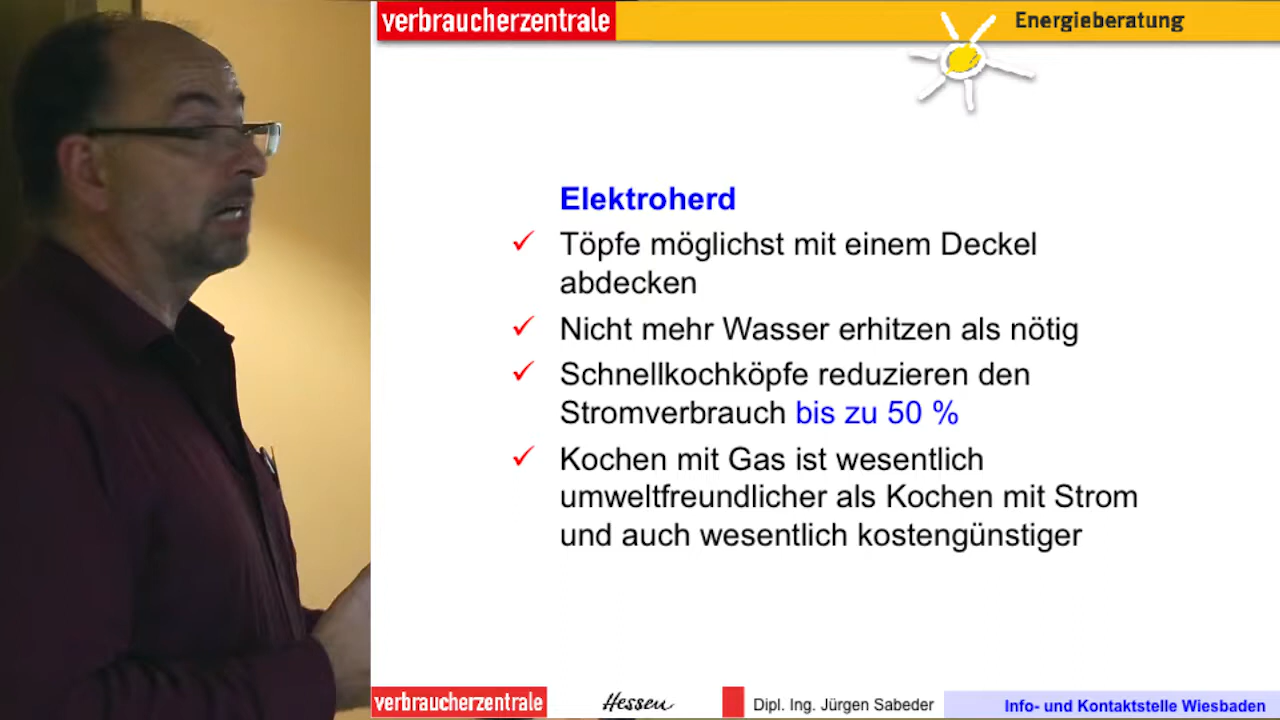 verbraucherzentrale
Energieberatung
Elektroherd
Töpfe möglichst mit einem Deckel
abdecken
Nicht mehr Wasser erhitzen als nötig
Schnellkochköpfe reduzieren den
Stromverbrauch bis zu 50 %
Kochen mit Gas ist wesentlich
umweltfreundlicher als Kochen mit Strom
und auch wesentlich kostengünstiger
verbraucherzentrale
Hessen
Dipl. Ing. Jürgen Sabeder
Info- und Kontaktstelle Wiesbaden